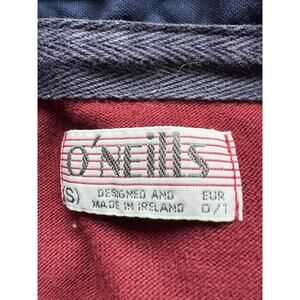 O'NEills
(S) DESIGNED AND EUR
MADE IN IRELAND 0/1